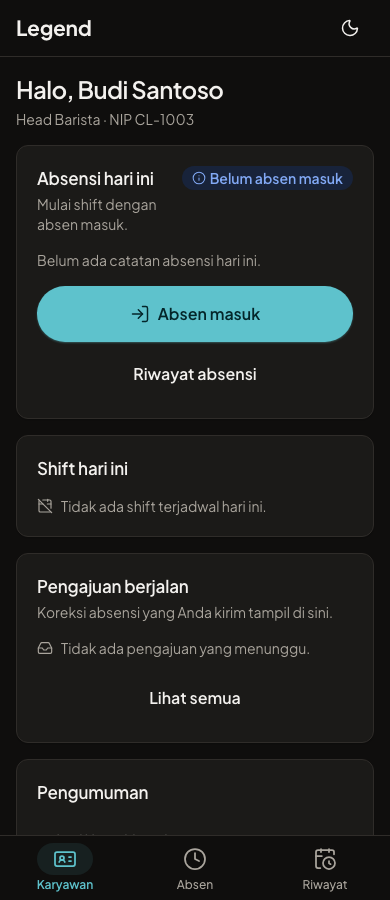 Legend
Halo, Budi Santoso
Head Barista · NIP CL-1003
Absensi hari ini
Belum absen masuk
Mulai shift dengan
absen masuk.
Belum ada catatan absensi hari ini.
Absen masuk
Riwayat absensi
Shift hari ini
Tidak ada shift terjadwal hari ini.
Pengajuan berjalan
Koreksi absensi yang Anda kirim tampil di sini.
Tidak ada pengajuan yang menunggu.
Lihat semua
Pengumuman
Karyawan
Absen
Riwayat